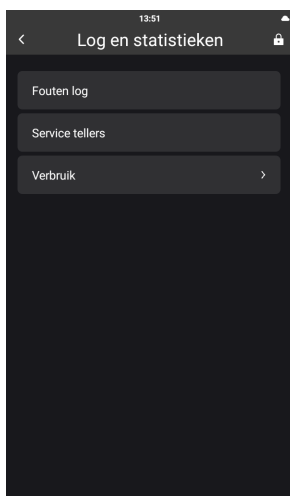 13:51
Log en statistieken
Fouten log
Service tellers
Verbruik